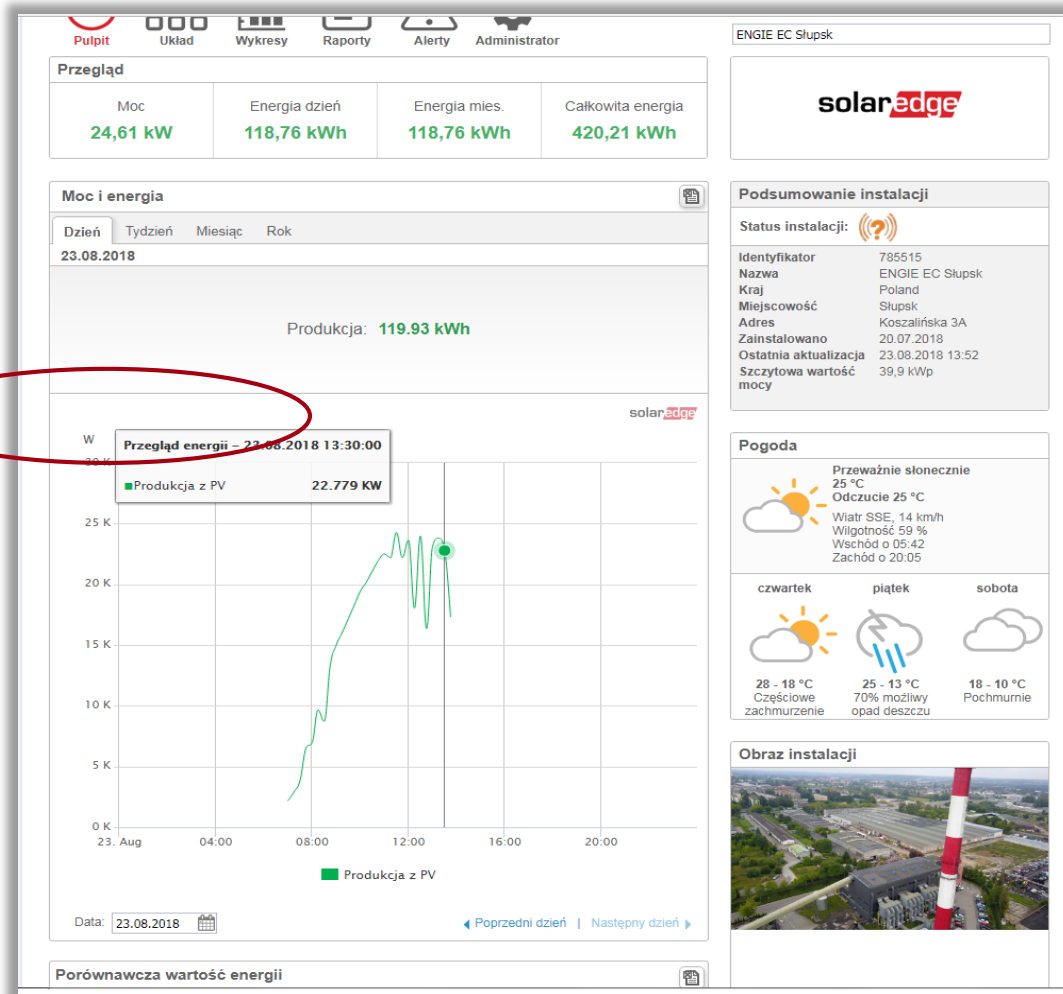 Pulpit Układ Wykresy Raporty Alerty Administrator
ENGIE EC Słupsk
Przegląd
Moc Energia dzień Energia mies. Całkowita energia
24,61 kW 118,76 kWh 118,76 kWh 420,21 kWh
solaredge
Moc i energia
Dzień Tydzień Miesiąc Rok
23.08.2018
Produkcja: 119.93 kWh
solaredge
W
Przegląd energii – 23.08.2018 13:30:00
Produkcja z PV 22.779 KW
30 K
25 K
20 K
15 K
10 K
5 K
0 K
23. Aug 04:00 08:00 12:00 16:00 20:00
Produkcja z PV
Data: 23.08.2018
Poprzedni dzień | Następny dzień
Porównawcza wartość energii
Podsumowanie instalacji
Status instalacji: (?)
Identyfikator 785515
Nazwa ENGIE EC Słupsk
Kraj Poland
Miejscowość Słupsk
Adres Koszalińska 3A
Zainstalowano 20.07.2018
Ostatnia aktualizacja 23.08.2018 13:52
Szczytowa wartość 39,9 kWp
mocy
Pogoda
Przeważnie słonecznie
25 °C
Odczucie 25 °C
Wiatr SSE, 14 km/h
Wilgotność 59 %
Wschód o 05:42
Zachód o 20:05
czwartek piątek sobota
28 - 18 °C 25 - 13 °C 18 - 10 °C
Częściowe 70% możliwy Pochmurnie
zachmurzenie opad deszczu
Obraz instalacji